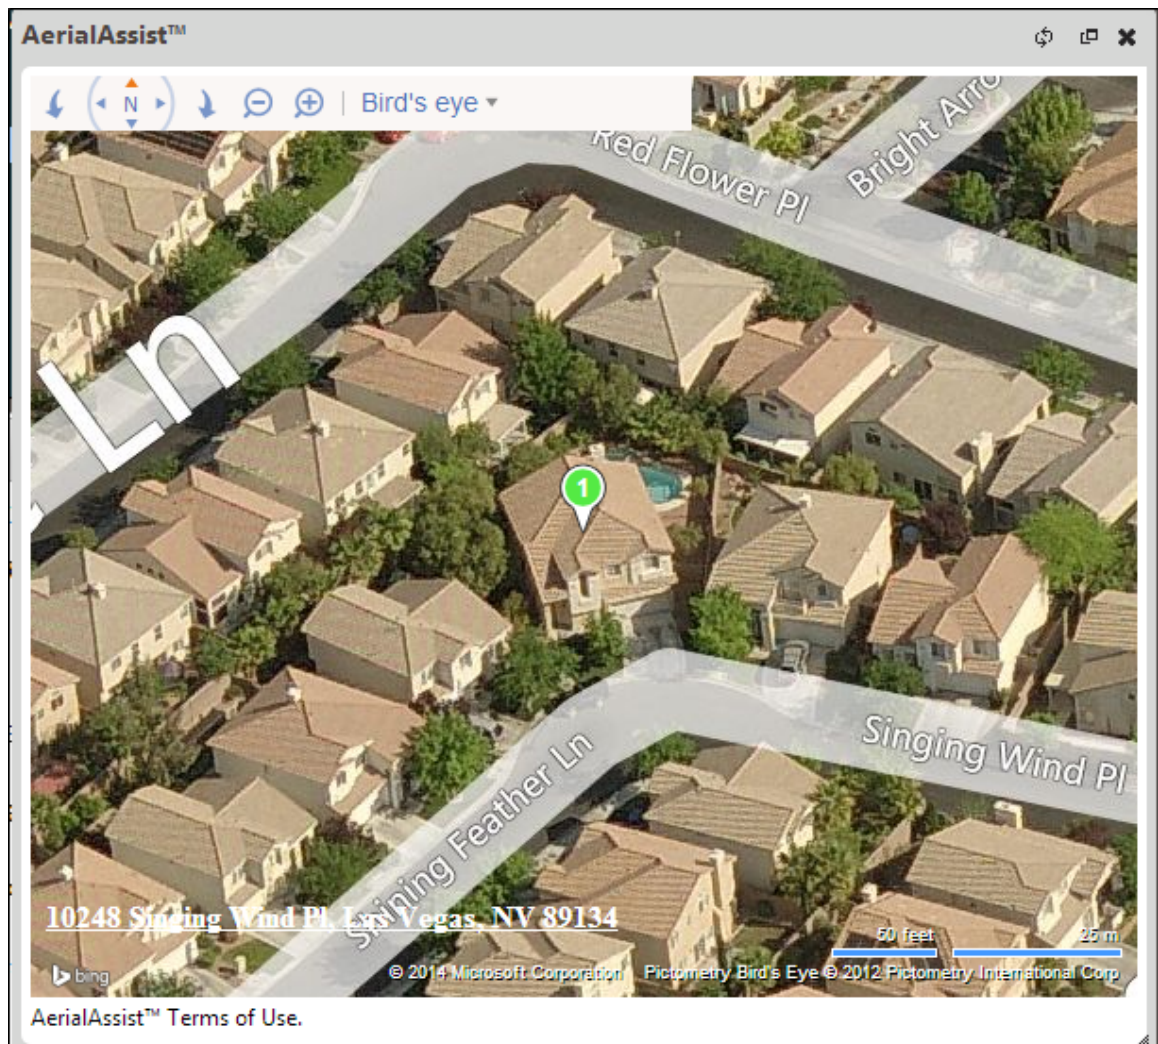 AerialAssist™
N
Bird's eye
Bright Arro
Red Flower Pl
Ln
1
Singing Wind Pl
Shining Feather Ln
10248 Singing Wind Pl, Las Vegas, NV 89134
50 feet 25 m
bing © 2014 Microsoft Corporation Pictometry Bird's Eye © 2012 Pictometry International Corp
AerialAssist™ Terms of Use.